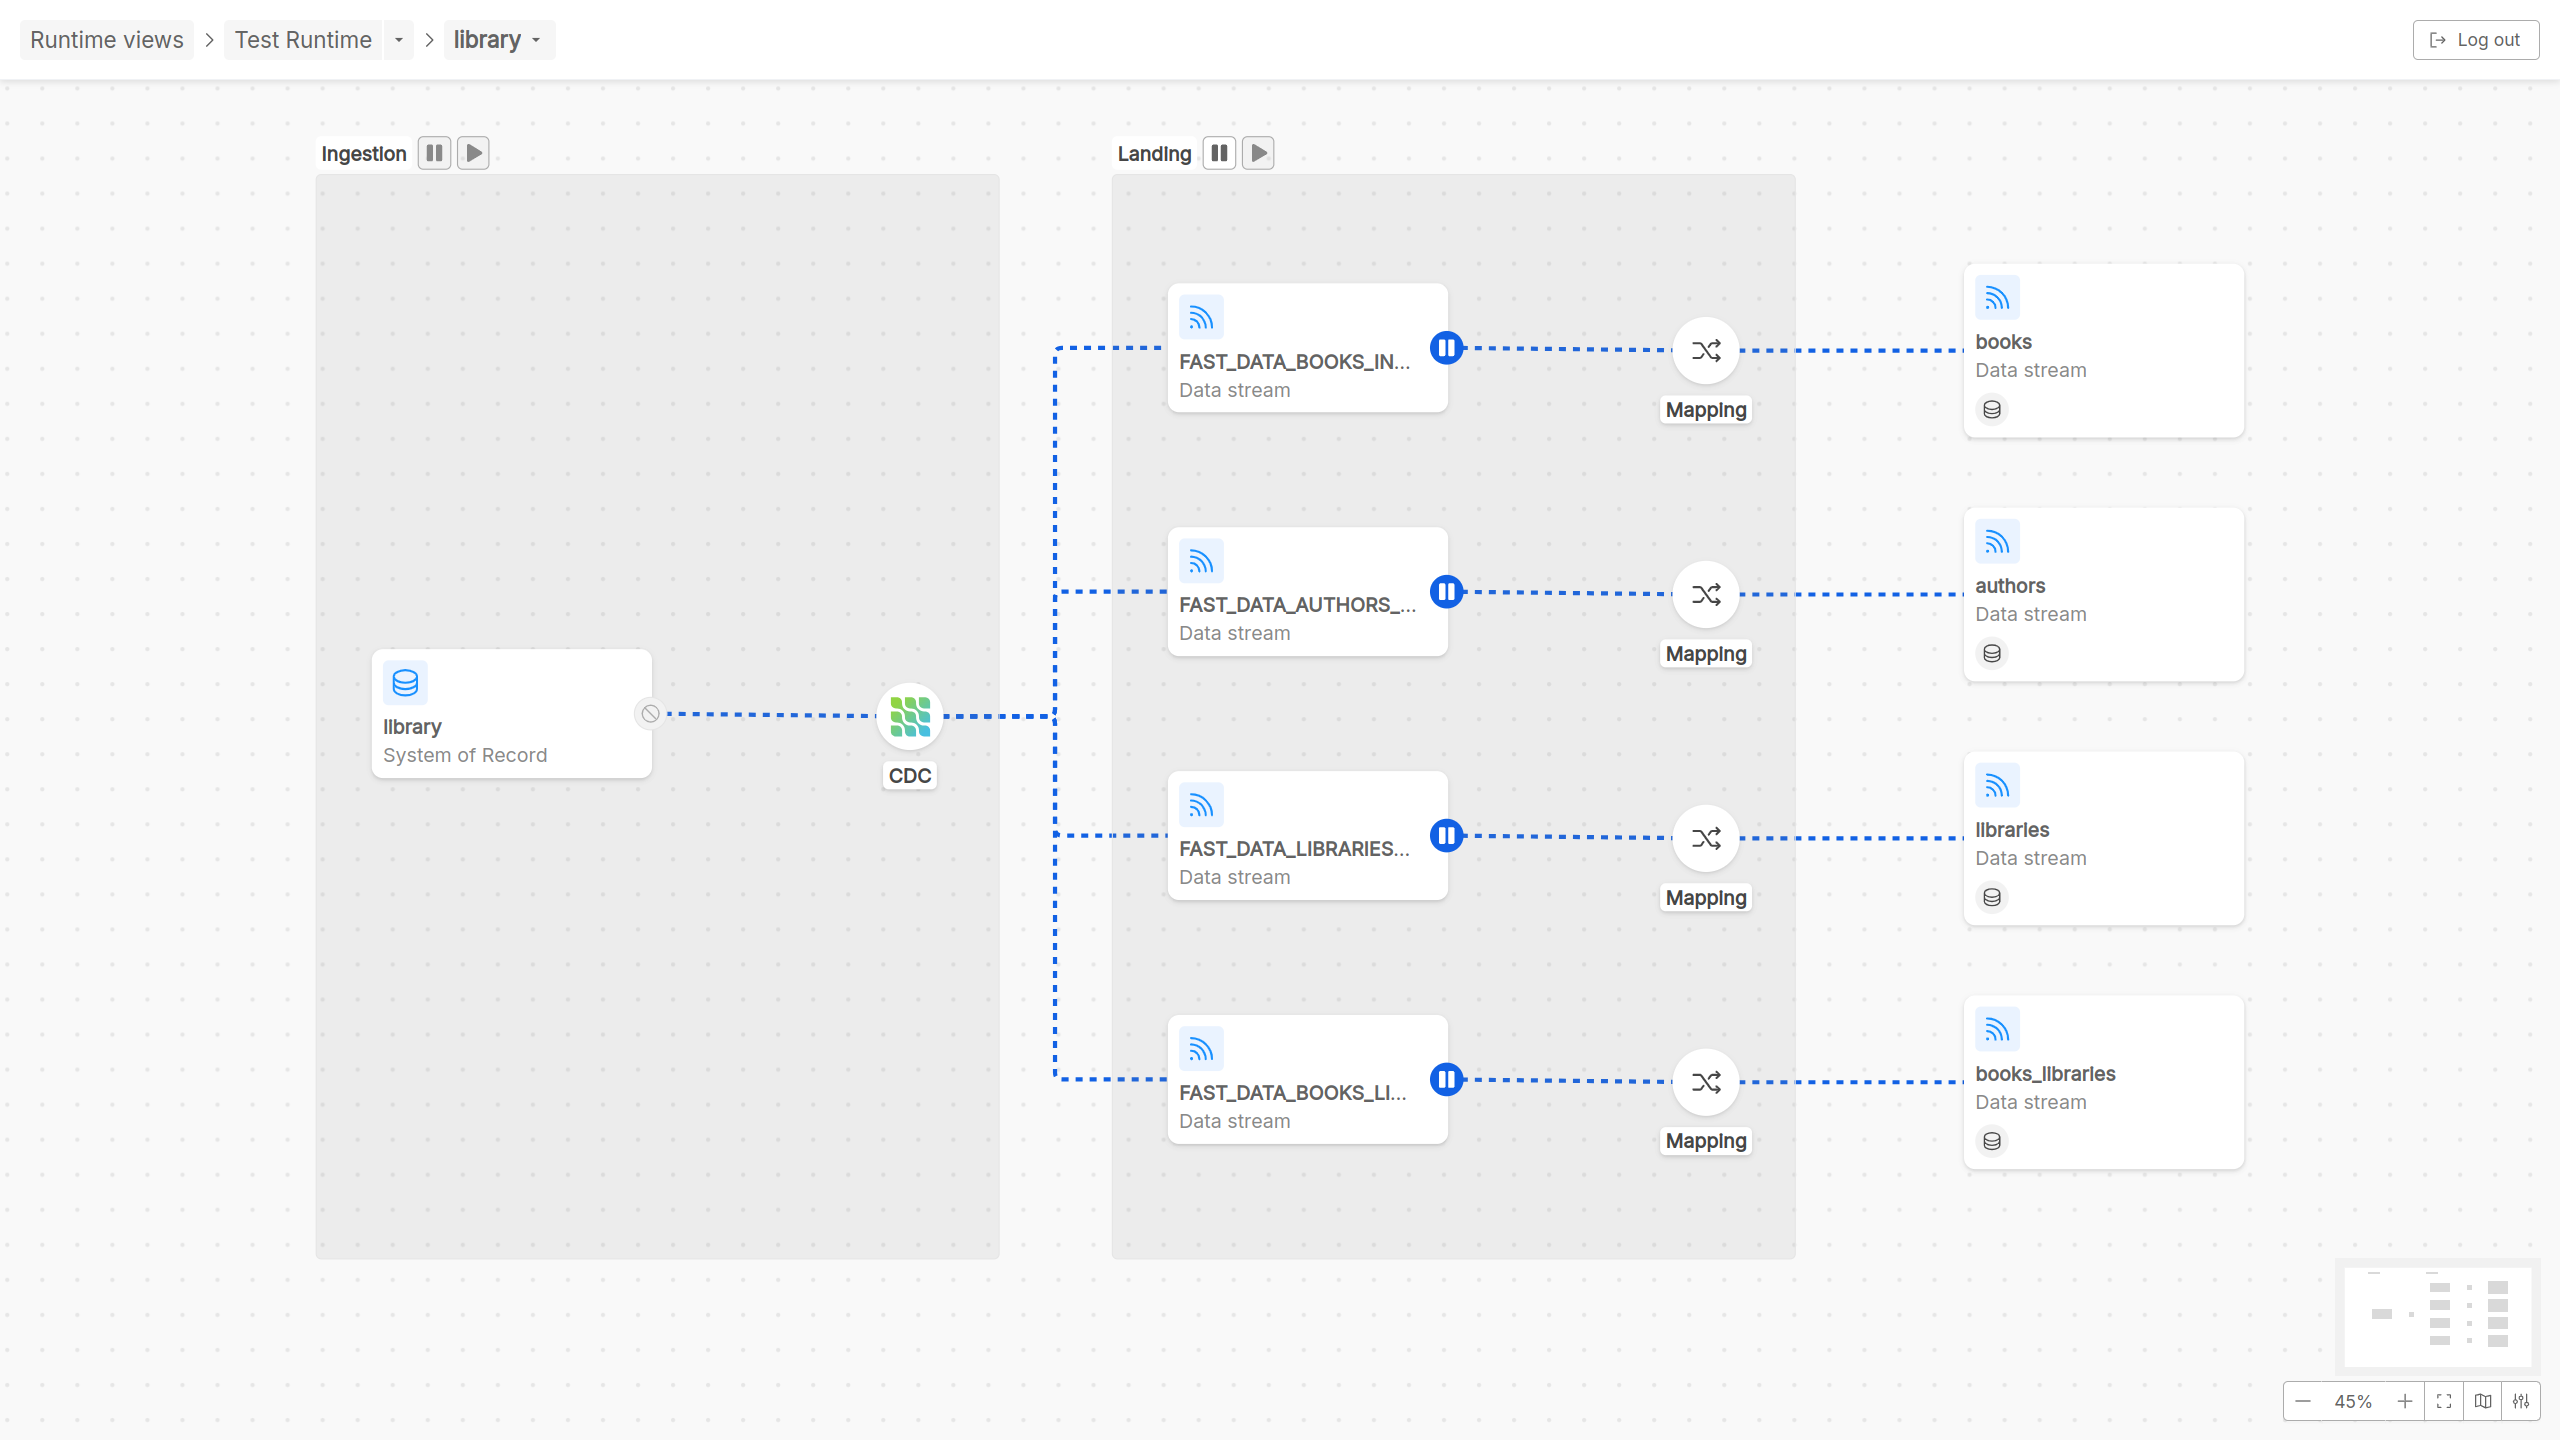 Runtime views
Test Runtime
library
Log out
Ingestion
Landing
FAST_DATA_BOOKS_IN...
Data stream
Mapping
books
Data stream
FAST_DATA_AUTHORS_...
Data stream
Mapping
authors
Data stream
library
System of Record
CDC
FAST_DATA_LIBRARIES...
Data stream
Mapping
libraries
Data stream
FAST_DATA_BOOKS_LI...
Data stream
Mapping
books_libraries
Data stream
45%